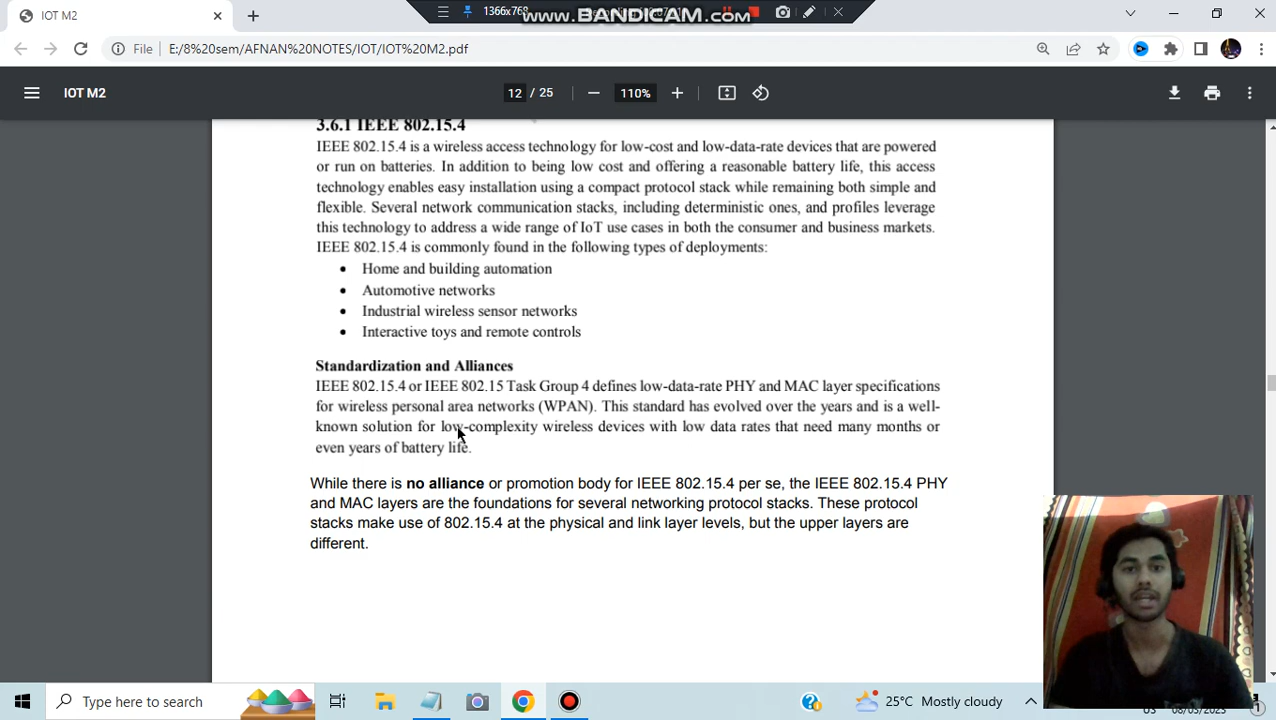 IOT M2
1366x768
www.BANDICAM.com
File
E:/8%20sem/AFNAN%20NOTES/IOT/IOT%20M2.pdf
IOT M2
12 / 25
110%
3.6.1 IEEE 802.15.4
IEEE 802.15.4 is a wireless access technology for low-cost and low-data-rate devices that are powered
or run on batteries. In addition to being low cost and offering a reasonable battery life, this access
technology enables easy installation using a compact protocol stack while remaining both simple and
flexible. Several network communication stacks, including deterministic ones, and profiles leverage
this technology to address a wide range of IoT use cases in both the consumer and business markets.
IEEE 802.15.4 is commonly found in the following types of deployments:
• Home and building automation
• Automotive networks
• Industrial wireless sensor networks
• Interactive toys and remote controls
Standardization and Alliances
IEEE 802.15.4 or IEEE 802.15 Task Group 4 defines low-data-rate PHY and MAC layer specifications
for wireless personal area networks (WPAN). This standard has evolved over the years and is a well-
known solution for low-complexity wireless devices with low data rates that need many months or
even years of battery life.
While there is no alliance or promotion body for IEEE 802.15.4 per se, the IEEE 802.15.4 PHY
and MAC layers are the foundations for several networking protocol stacks. These protocol
stacks make use of 802.15.4 at the physical and link layer levels, but the upper layers are
different.
Type here to search
25°C Mostly cloudy